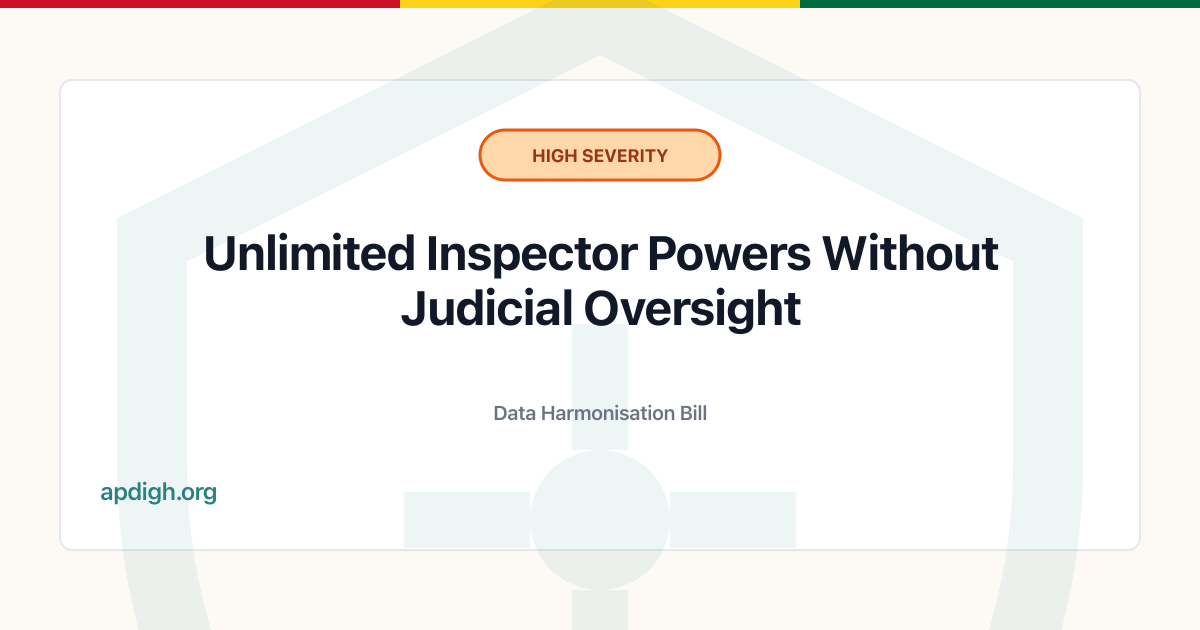 HIGH SEVERITY
Unlimited Inspector Powers Without
Judicial Oversight
Data Harmonisation Bill
apdigh.org